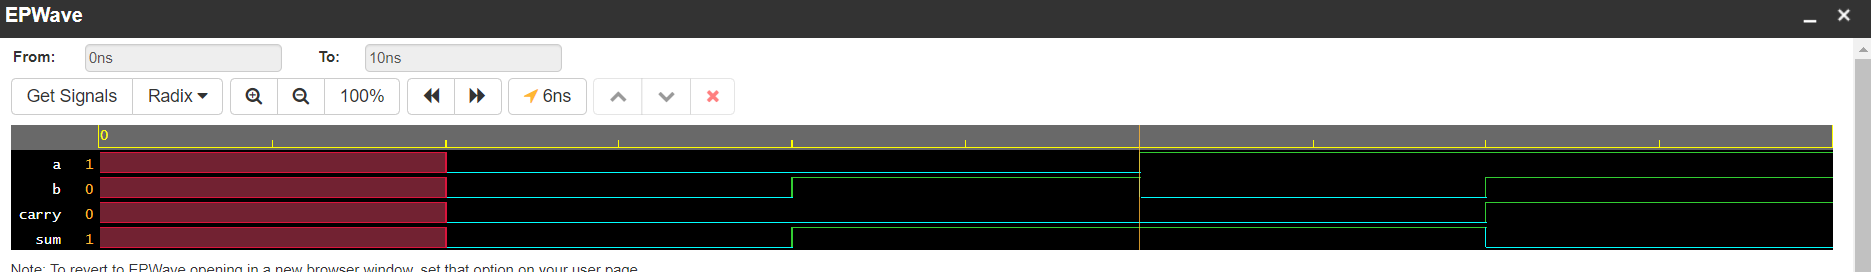 EPWave
From: 0ns To: 10ns
Get Signals Radix 100% 6ns
0
a 1
b 0
carry 0
sum 1
Note: To revert to EPWave opening in a new browser window, set that option on your user page.